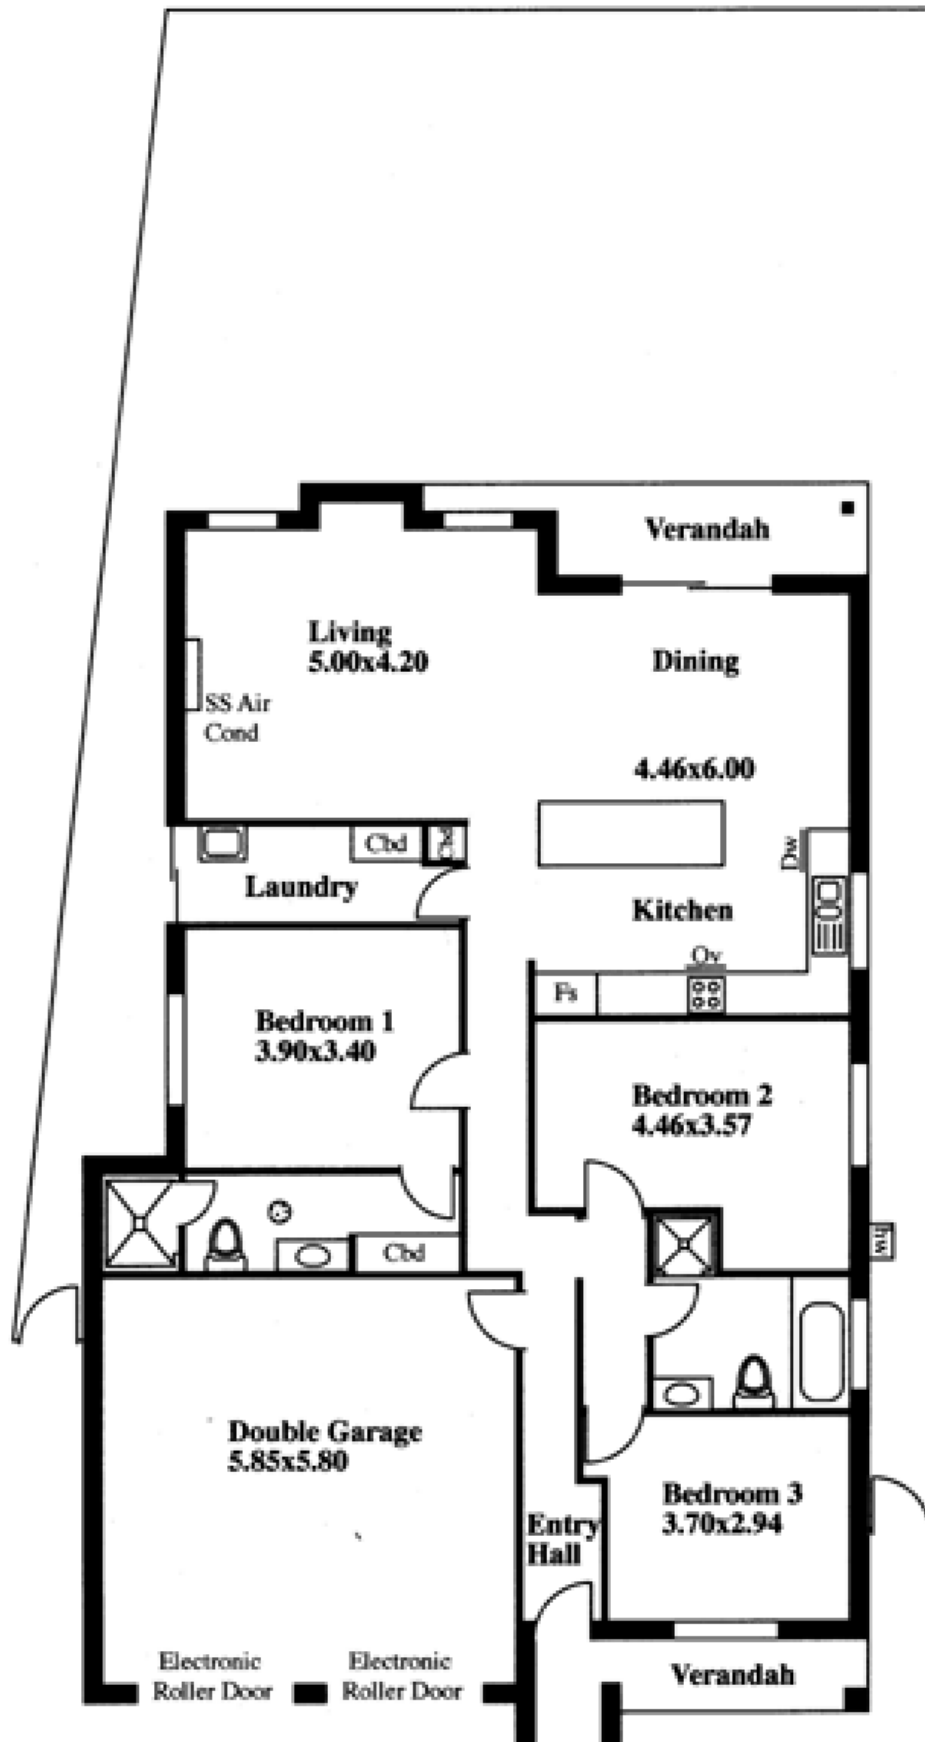 Verandah
Living
5.00x4.20
Dining
SS Air
Cond
4.46x6.00
Cbd
Cbd
Dw
Laundry
Kitchen
Ov
Fs
Bedroom 1
3.90x3.40
Bedroom 2
4.46x3.57
Cbd
hw
Double Garage
5.85x5.80
Bedroom 3
3.70x2.94
Entry
Hall
Electronic
Roller Door
Electronic
Roller Door
Verandah